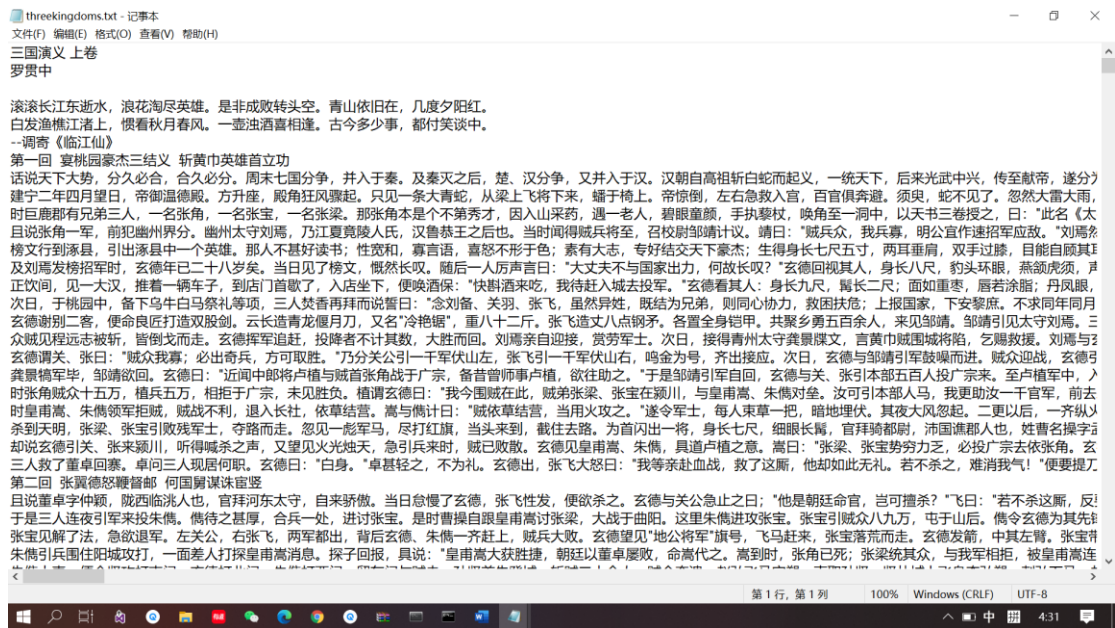 threekingdoms.txt - 记事本
文件(F) 编辑(E) 格式(O) 查看(V) 帮助(H)
三国演义 上卷
罗贯中
滚滚长江东逝水，浪花淘尽英雄。是非成败转头空。青山依旧在，几度夕阳红。
白发渔樵江渚上，惯看秋月春风。一壶浊酒喜相逢。古今多少事，都付笑谈中。
--调寄《临江仙》
第一回 宴桃园豪杰三结义 斩黄巾英雄首立功
话说天下大势，分久必合，合久必分。周末七国分争，并入于秦。及秦灭之后，楚、汉分争，又并入于汉。汉朝自高祖斩白蛇而起义，一统天下，后来光武中兴，传至献帝，遂分为
建宁二年四月望日，帝御温德殿。方升座，殿角狂风骤起。只见一条大青蛇，从梁上飞将下来，蟠于椅上。帝惊倒，左右急救入宫，百官俱奔避。须臾，蛇不见了。忽然大雷大雨，
时巨鹿郡有兄弟三人，一名张角，一名张宝，一名张梁。那张角本是个不第秀才，因入山采药，遇一老人，碧眼童颜，手执藜杖，唤角至一洞中，以天书三卷授之，曰："此名《太
且说张角一军，前犯幽州界分。幽州太守刘焉，乃江夏竟陵人氏，汉鲁恭王之后也。当时闻得贼兵将至，召校尉邹靖计议。靖曰："贼兵众，我兵寡，明公宜作速招军应敌。"刘焉然
榜文行到涿县，引出涿县中一个英雄。那人不甚好读书；性宽和，寡言语，喜怒不形于色；素有大志，专好结交天下豪杰；生得身长七尺五寸，两耳垂肩，双手过膝，目能自顾其耳
及刘焉发榜招军时，玄德年已二十八岁矣。当日见了榜文，慨然长叹。随后一人厉声言曰："大丈夫不与国家出力，何故长叹？"玄德回视其人，身长八尺，豹头环眼，燕颔虎须，声
正饮间，见一大汉，推着一辆车子，到店门首歇了，入店坐下，便唤酒保："快斟酒来吃，我待赶入城去投军。"玄德看其人：身长九尺，髯长二尺；面如重枣，唇若涂脂；丹凤眼，
次日，于桃园中，备下乌牛白马祭礼等项，三人焚香再拜而说誓曰："念刘备、关羽、张飞，虽然异姓，既结为兄弟，则同心协力，救困扶危；上报国家，下安黎庶。不求同年同月
玄德谢别二客，便命良匠打造双股剑。云长造青龙偃月刀，又名"冷艳锯"，重八十二斤。张飞造丈八点钢矛。各置全身铠甲。共聚乡勇五百余人，来见邹靖。邹靖引见太守刘焉。三
众贼见程远志被斩，皆倒戈而走。玄德挥军追赶，投降者不计其数，大胜而回。刘焉亲自迎接，赏劳军士。次日，接得青州太守龚景牒文，言黄巾贼围城将陷，乞赐救援。刘焉与玄
玄德谓关、张曰："贼众我寡；必出奇兵，方可取胜。"乃分关公引一千军伏山左，张飞引一千军伏山右，鸣金为号，齐出接应。次日，玄德与邹靖引军鼓噪而进。贼众迎战，玄德引
龚景犒军毕，邹靖欲回。玄德曰："近闻中郎将卢植与贼首张角战于广宗，备昔曾师事卢植，欲往助之。"于是邹靖引军自回，玄德与关、张引本部五百人投广宗来。至卢植军中，入
时张角贼众十五万，植兵五万，相拒于广宗，未见胜负。植谓玄德曰："我今围贼在此，贼弟张梁、张宝在颍川，与皇甫嵩、朱儁对垒。汝可引本部人马，我更助汝一千官军，前去
时皇甫嵩、朱儁领军拒贼，贼战不利，退入长社，依草结营。嵩与儁计曰："贼依草结营，当用火攻之。"遂令军士，每人束草一把，暗地埋伏。其夜大风忽起。二更以后，一齐纵火
杀到天明，张梁、张宝引败残军士，夺路而走。忽见一彪军马，尽打红旗，当头来到，截住去路。为首闪出一将，身长七尺，细眼长髯，官拜骑都尉，沛国谯郡人也，姓曹名操字孟
却说玄德引关、张来颍川，听得喊杀之声，又望见火光烛天，急引兵来时，贼已败散。玄德见皇甫嵩、朱儁，具道卢植之意。嵩曰："张梁、张宝势穷力乏，必投广宗去依张角。玄
三人救了董卓回寨。卓问三人现居何职。玄德曰："白身。"卓甚轻之，不为礼。玄德出，张飞大怒曰："我等亲赴血战，救了这厮，他却如此无礼。若不杀之，难消我气！"便要提刀
第二回 张翼德怒鞭督邮 何国舅谋诛宦竖
且说董卓字仲颖，陇西临洮人也，官拜河东太守，自来骄傲。当日怠慢了玄德，张飞性发，便欲杀之。玄德与关公急止之曰；"他是朝廷命官，岂可擅杀？"飞曰："若不杀这厮，反要
于是三人连夜引军来投朱儁。儁待之甚厚，合兵一处，进讨张宝。是时曹操自跟皇甫嵩讨张梁，大战于曲阳。这里朱儁进攻张宝。张宝引贼众八九万，屯于山后。儁令玄德为其先锋
张宝见解了法，急欲退军。左关公，右张飞，两军都出，背后玄德、朱儁一齐赶上，贼兵大败。玄德望见"地公将军"旗号，飞马赶来，张宝落荒而走。玄德发箭，中其左臂。张宝带
朱儁引兵围住阳城攻打，一面差人打探皇甫嵩消息。探子回报，具说："皇甫嵩大获胜捷，朝廷以董卓屡败，命嵩代之。嵩到时，张角已死；张梁统其众，与我军相拒，被皇甫嵩连
第 1 行，第 1 列 100% Windows (CRLF) UTF-8
中 拼 4:31